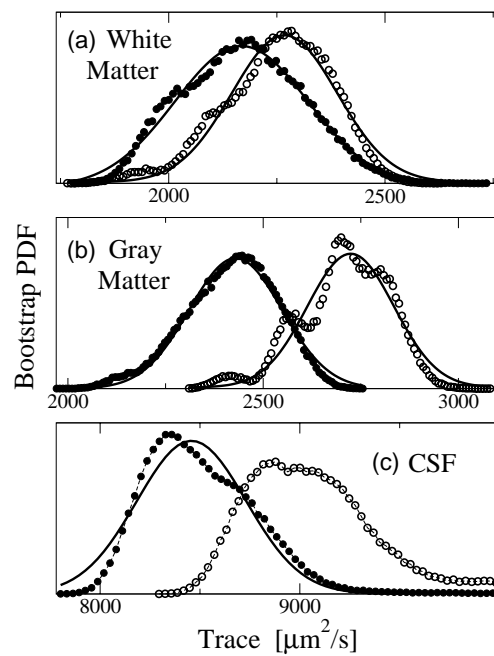 (a) White
Matter
2000
2500
(b) Gray
Matter
2000
2500
3000
Bootstrap PDF
(c) CSF
8000
9000
Trace [μm²/s]